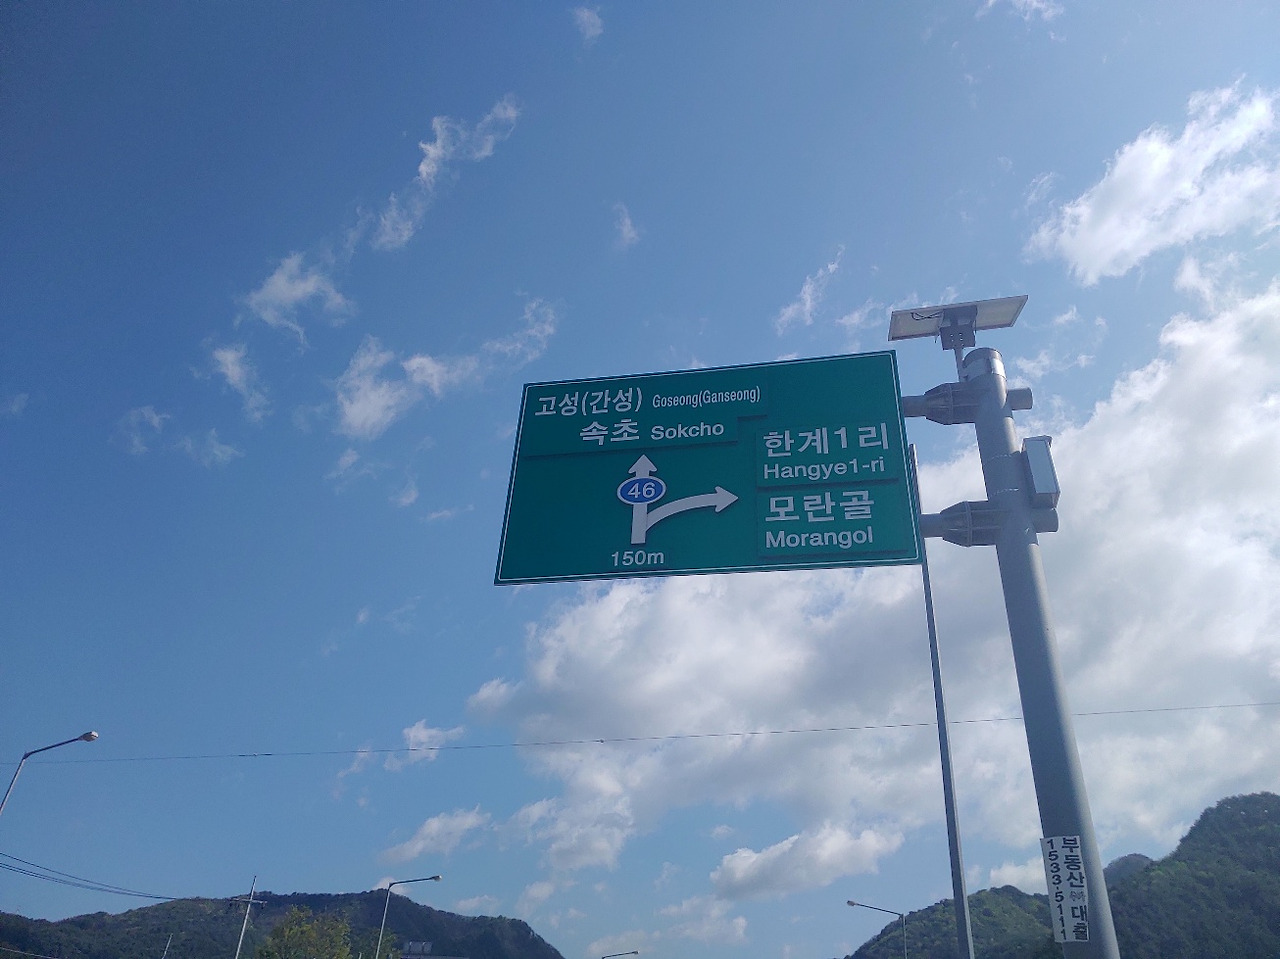 고성(간성) Goseong(Ganseong)
속초 Sokcho
한계1리
Hangye1-ri
모란골
Morangol
46
150m
부동산 대출
1533-5111